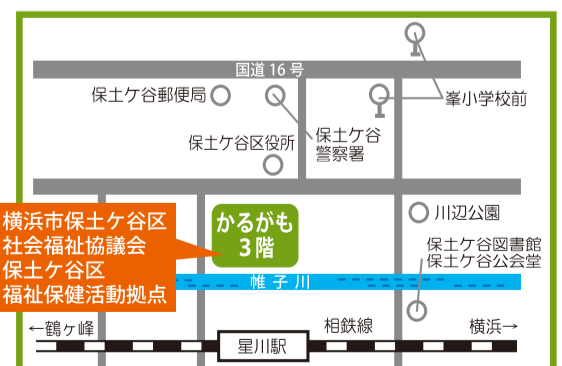 国道 16 号
保土ケ谷郵便局
峯小学校前
保土ケ谷区役所
保土ケ谷
警察署
横浜市保土ケ谷区
社会福祉協議会
保土ケ谷区
福祉保健活動拠点
かるがも
3 階
川辺公園
保土ケ谷図書館
保土ケ谷公会堂
帷子川
←鶴ヶ峰
相鉄線
横浜→
星川駅